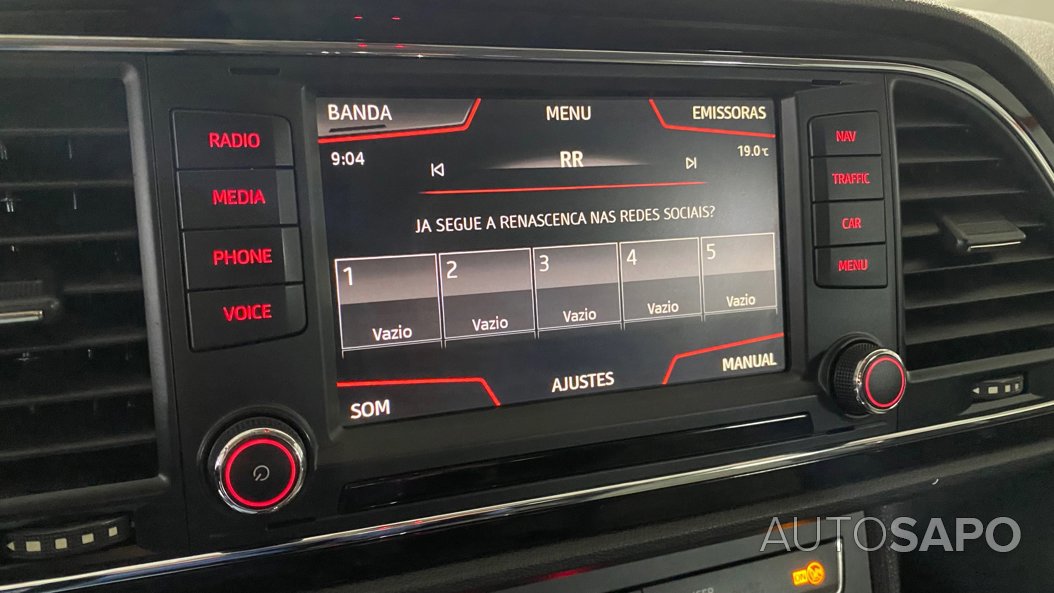 BANDA MENU EMISSORAS
9:04 RR 19.0℃
JA SEGUE A RENASCENCA NAS REDES SOCIAIS?
1 2 3 4 5
Vazio Vazio Vazio Vazio Vazio
SOM AJUSTES MANUAL
RADIO
MEDIA
PHONE
VOICE
NAV
TRAFFIC
CAR
MENU
AUTOSAPO